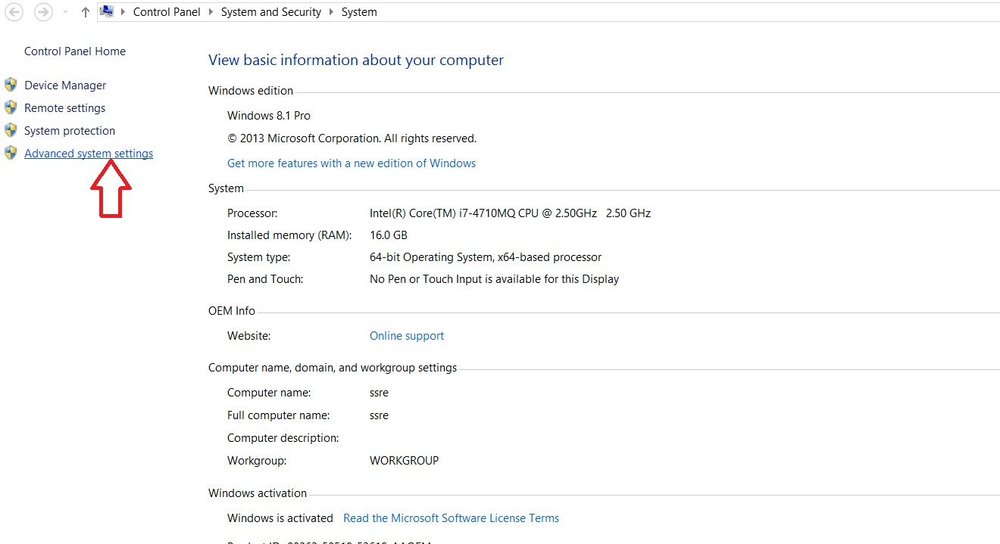 Control Panel System and Security System
Control Panel Home
Device Manager
Remote settings
System protection
Advanced system settings
View basic information about your computer
Windows edition
Windows 8.1 Pro
© 2013 Microsoft Corporation. All rights reserved.
Get more features with a new edition of Windows
System
Processor: Intel(R) Core(TM) i7-4710MQ CPU @ 2.50GHz 2.50 GHz
Installed memory (RAM): 16.0 GB
System type: 64-bit Operating System, x64-based processor
Pen and Touch: No Pen or Touch Input is available for this Display
OEM Info
Website: Online support
Computer name, domain, and workgroup settings
Computer name: ssre
Full computer name: ssre
Computer description:
Workgroup: WORKGROUP
Windows activation
Windows is activated Read the Microsoft Software License Terms
Product ID: